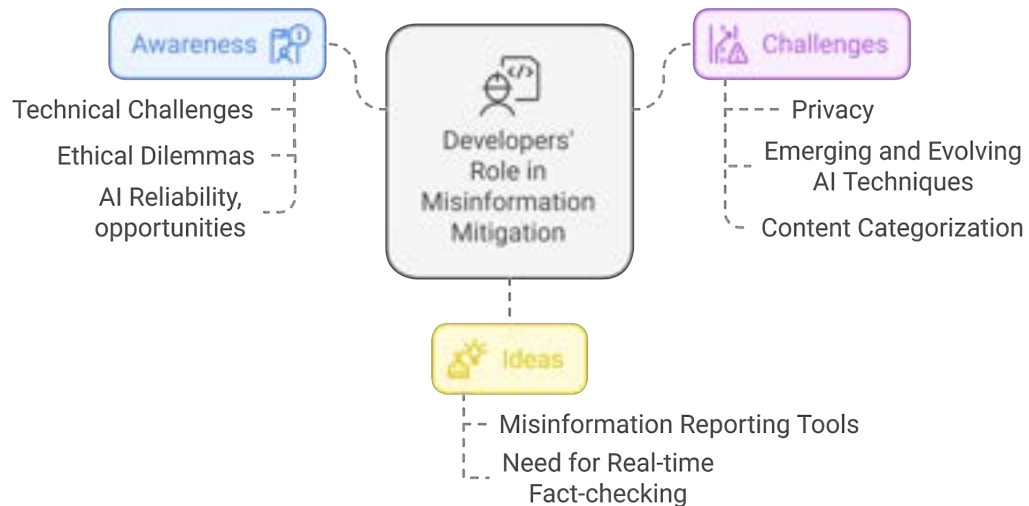 Awareness
Technical Challenges
Ethical Dilemmas
AI Reliability,
opportunities
</>
Developers'
Role in
Misinformation
Mitigation
Challenges
Privacy
Emerging and Evolving
AI Techniques
Content Categorization
Ideas
Misinformation Reporting Tools
Need for Real-time
Fact-checking